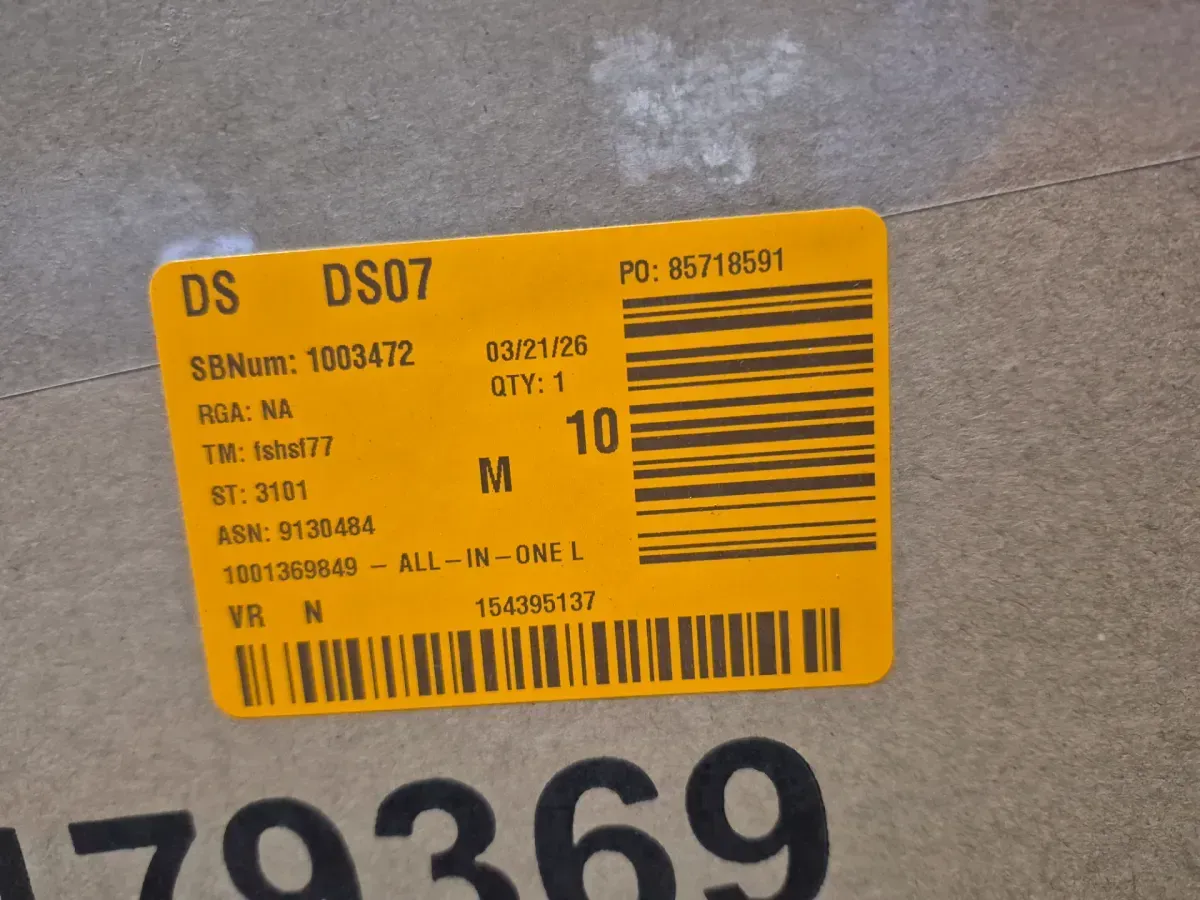 DS DS07
PO: 85718591
SBNum: 1003472
03/21/26
RGA: NA
QTY: 1
TM: fshsf77
10
ST: 3101
M
ASN: 9130484
1001369849 - ALL-IN-ONE L
VR N
154395137
79369